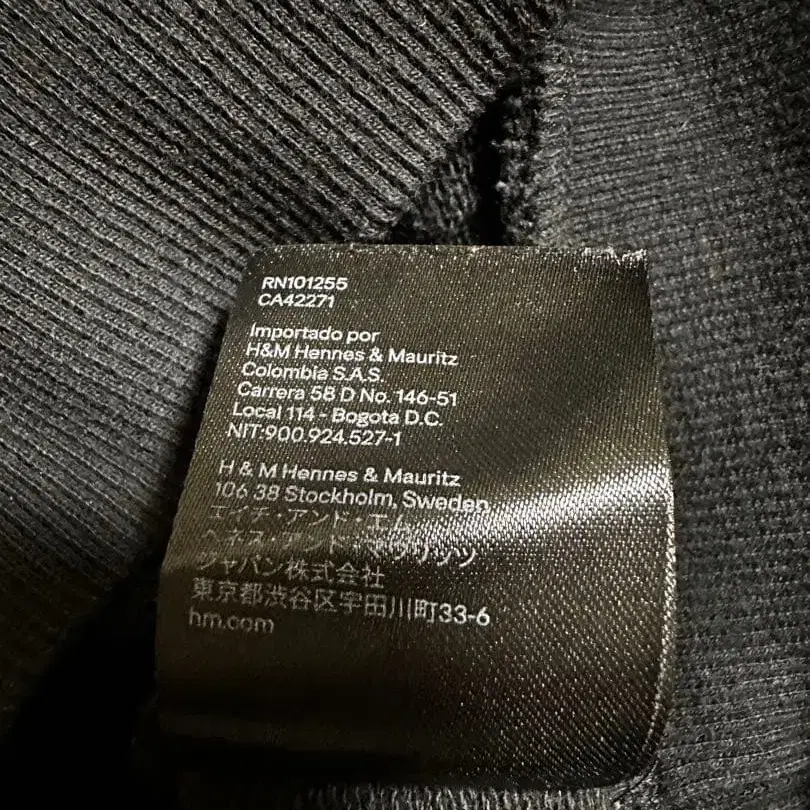 RN101255
CA42271
Importado por
H&M Hennes & Mauritz
Colombia S.A.S.
Carrera 58 D No. 146-51
Local 114 - Bogota D.C.
NIT:900.924.527-1
H & M Hennes & Mauritz
106 38 Stockholm, Sweden
エイチ・アンド・エム
ヘネス・アンド・マウリッツ
ジャパン株式会社
東京都渋谷区宇田川町33-6
hm.com